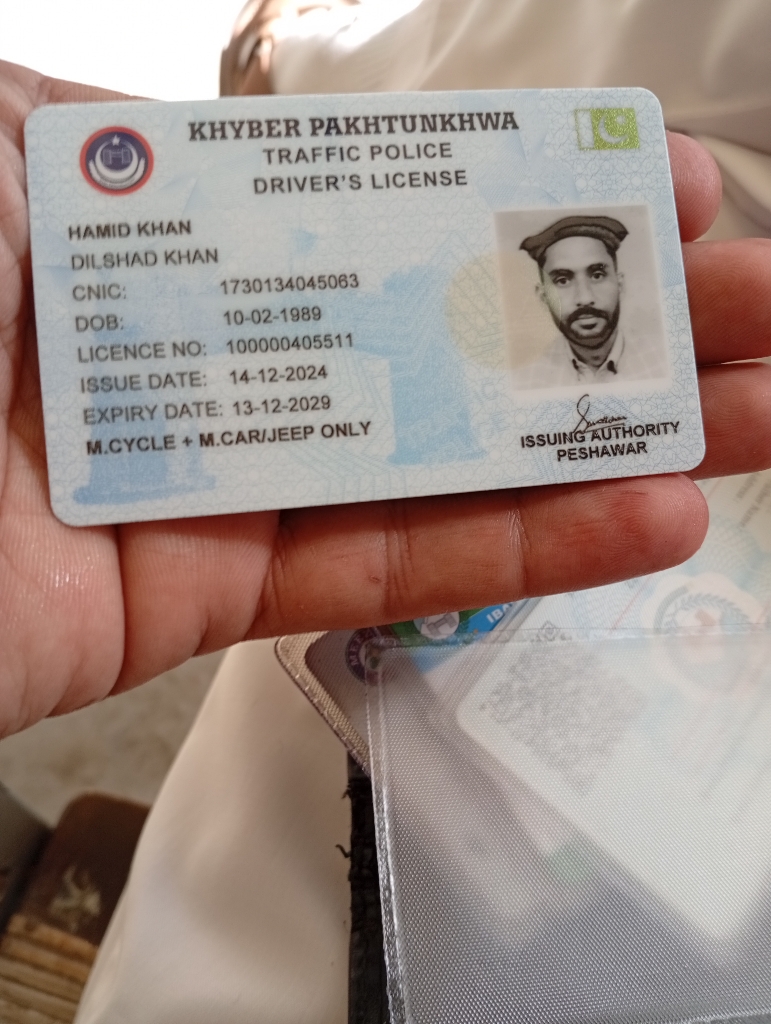 KHYBER PAKHTUNKHWA
TRAFFIC POLICE
DRIVER'S LICENSE
HAMID KHAN
DILSHAD KHAN
CNIC: 1730134045063
DOB: 10-02-1989
LICENCE NO: 100000405511
ISSUE DATE: 14-12-2024
EXPIRY DATE: 13-12-2029
M.CYCLE + M.CAR/JEEP ONLY
ISSUING AUTHORITY
PESHAWAR